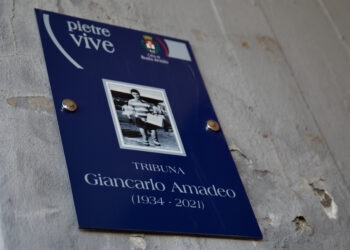 pietre
vive
TRIBUNA
Giancarlo Amadeo
(1934 - 2021)